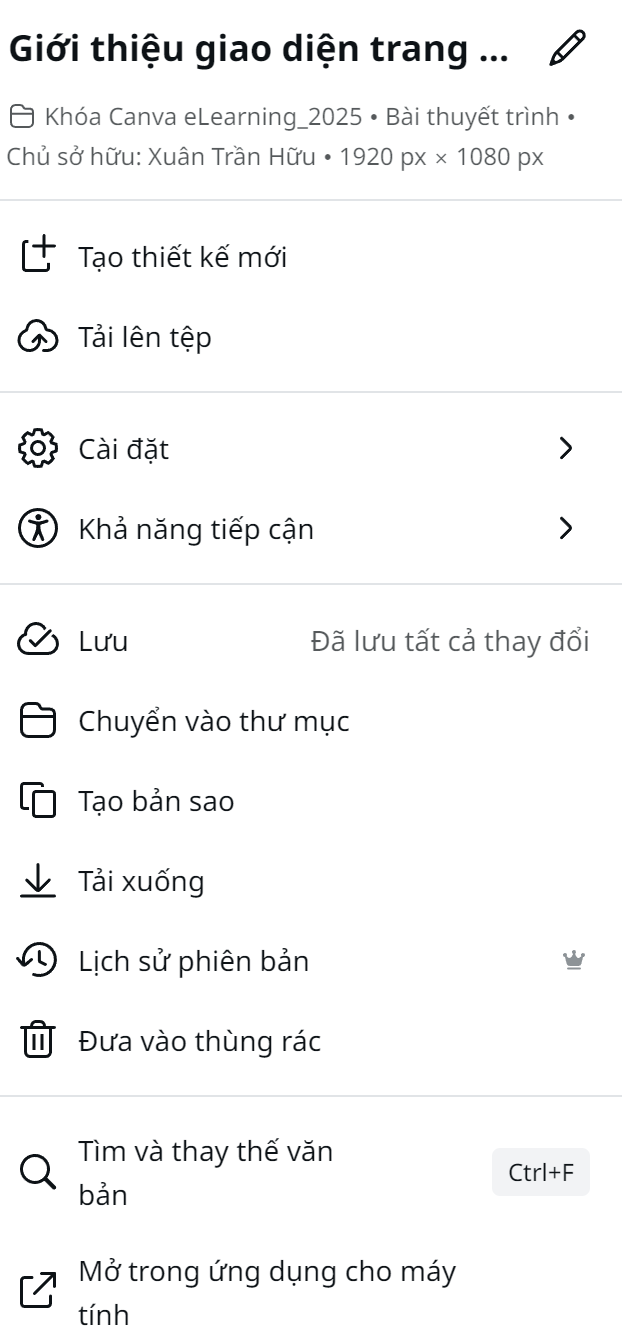 Giới thiệu giao diện trang ...
Khóa Canva eLearning_2025 • Bài thuyết trình •
Chủ sở hữu: Xuân Trần Hữu • 1920 px × 1080 px
Tạo thiết kế mới
Tải lên tệp
Cài đặt
Khả năng tiếp cận
Lưu Đã lưu tất cả thay đổi
Chuyển vào thư mục
Tạo bản sao
Tải xuống
Lịch sử phiên bản
Đưa vào thùng rác
Tìm và thay thế văn
bản
Ctrl+F
Mở trong ứng dụng cho máy
tính